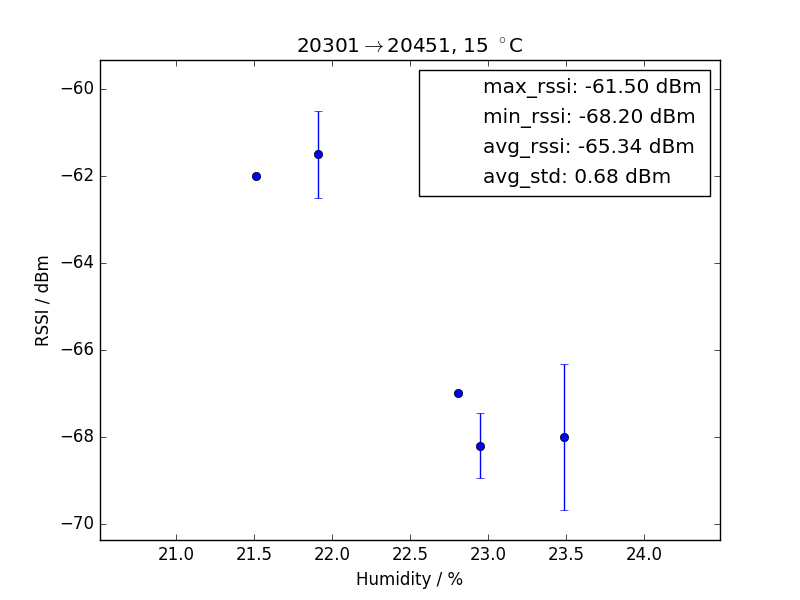 20301→20451, 15 °C
max_rssi: -61.50 dBm
min_rssi: -68.20 dBm
avg_rssi: -65.34 dBm
avg_std: 0.68 dBm
RSSI / dBm
−60
−62
−64
−66
−68
−70
21.0 21.5 22.0 22.5 23.0 23.5 24.0
Humidity / %